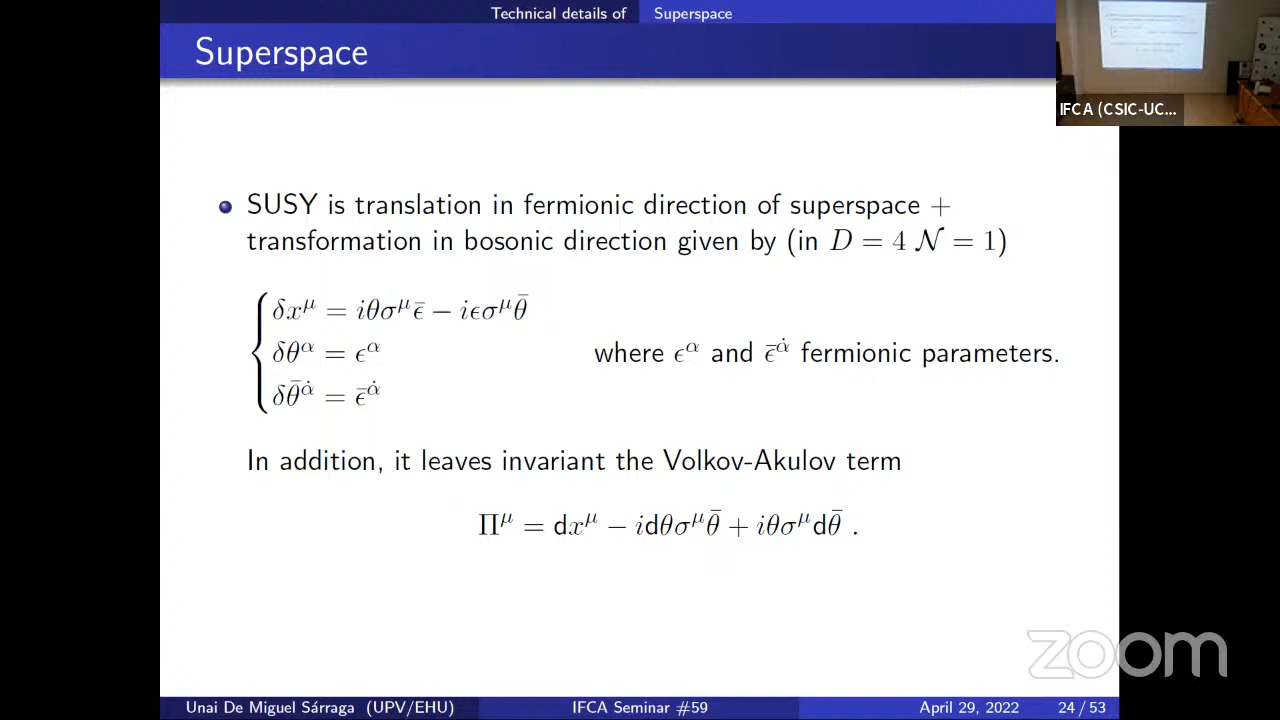 Technical details of Superspace
Superspace
IFCA (CSIC-UC...
SUSY is translation in fermionic direction of superspace +
transformation in bosonic direction given by (in D = 4 𝒩 = 1)
δx^μ = iθσ^μ ε̄ − iεσ^μ θ̄
δθ^α = ε^α where ε^α and ε̄^α̇ fermionic parameters.
δθ̄^α̇ = ε̄^α̇
In addition, it leaves invariant the Volkov-Akulov term
Π^μ = dx^μ − idθσ^μ θ̄ + iθσ^μ dθ̄ .
zoom
Unai De Miguel Sárraga (UPV/EHU) IFCA Seminar #59 April 29, 2022 24 / 53